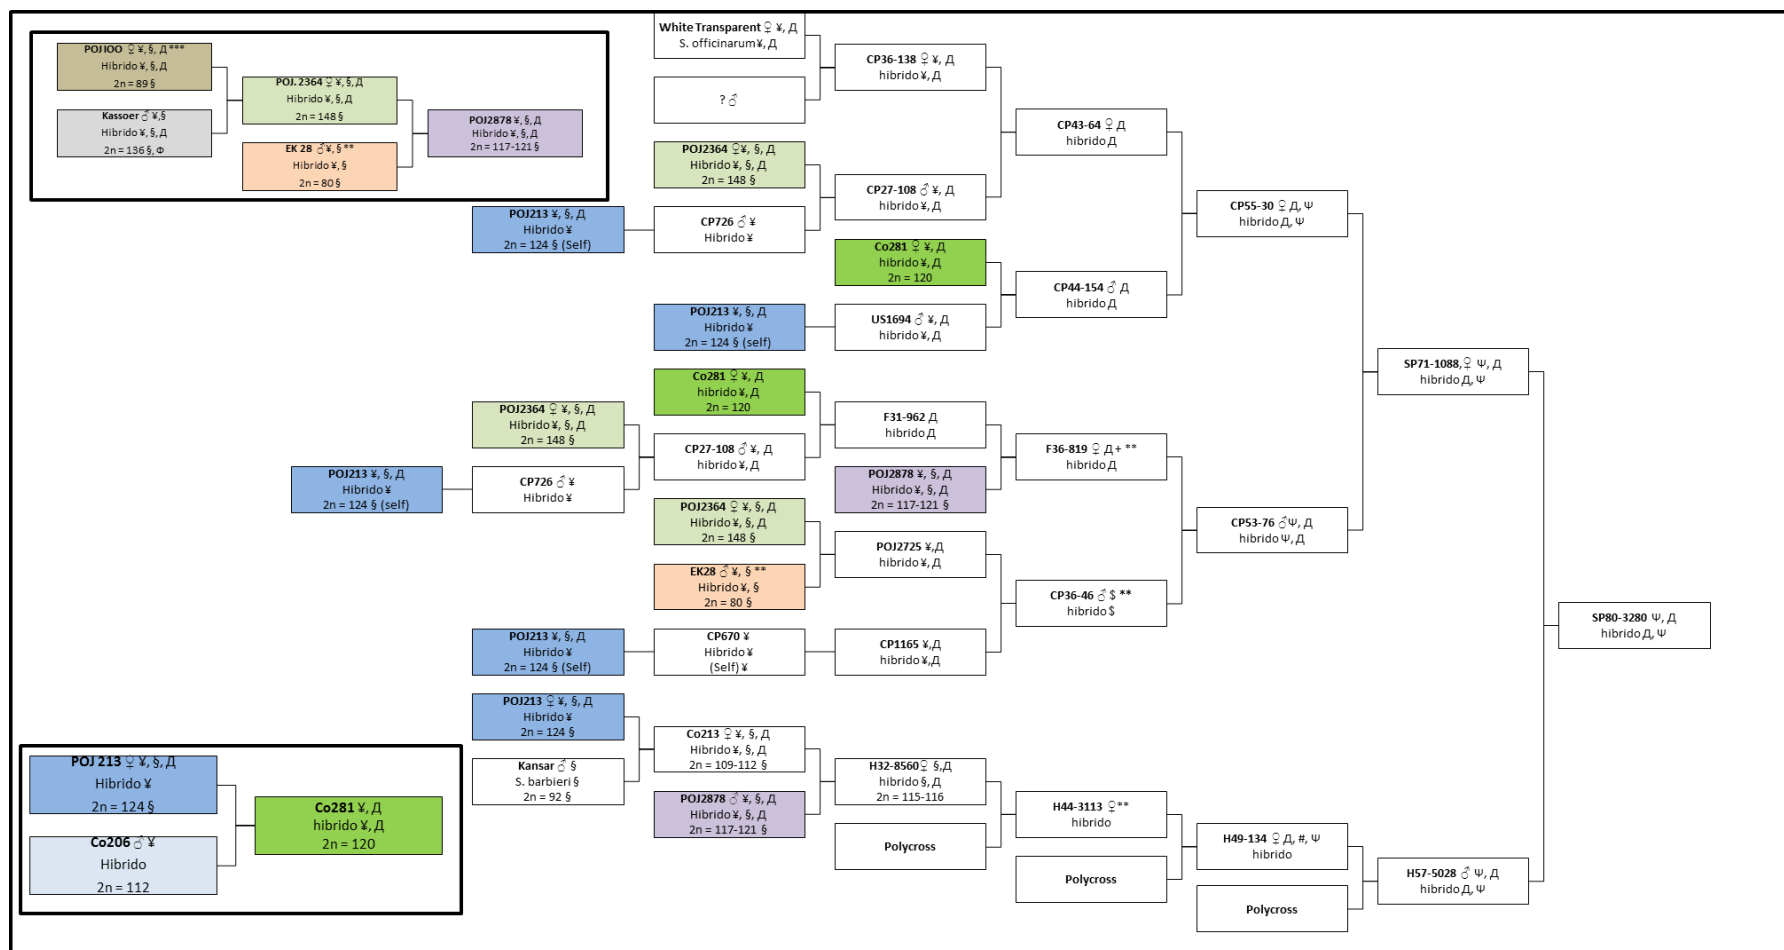 POJ100 ♀ ¥, §, Д ***
Hibrido ¥, §, Д
2n = 89 §
Kassoer ♂ ¥,§
Hibrido ¥, §, Д
2n = 136 §, Ф
POJ. 2364 ♀ ¥, §, Д
Hibrido ¥, §, Д
2n = 148 §
EK 28 ♂ ¥, § **
Hibrido ¥, §
2n = 80 §
POJ2878 ¥, §, Д
Hibrido ¥, §, Д
2n = 117-121 §
White Transparent ♀ ¥, Д
S. officinarum ¥, Д
? ♂
CP36-138 ♀ ¥, Д
hibrido ¥, Д
POJ2364 ♀ ¥, §, Д
Hibrido ¥, §, Д
2n = 148 §
POJ213 ¥, §, Д
Hibrido ¥
2n = 124 § (Self)
CP726 ♂ ¥
Hibrido ¥
CP27-108 ♂ ¥, Д
hibrido ¥, Д
CP43-64 ♀ Д
hibrido Д
Co281 ♀ ¥, Д
hibrido ¥, Д
2n = 120
POJ213 ¥, §, Д
Hibrido ¥
2n = 124 § (self)
US1694 ♂ ¥, Д
hibrido ¥, Д
CP44-154 ♂ Д
hibrido Д
CP55-30 ♀ Д, Ψ
hibrido Д, Ψ
Co281 ♀ ¥, Д
hibrido ¥, Д
2n = 120
POJ2364 ♀ ¥, §, Д
Hibrido ¥, §, Д
2n = 148 §
POJ213 ¥, §, Д
Hibrido ¥
2n = 124 § (self)
CP726 ♂ ¥
Hibrido ¥
CP27-108 ♂ ¥, Д
hibrido ¥, Д
F31-962 Д
hibrido Д
POJ2878 ¥, §, Д
Hibrido ¥, §, Д
2n = 117-121 §
F36-819 ♀ Д + **
hibrido Д
POJ2364 ♀ ¥, §, Д
Hibrido ¥, §, Д
2n = 148 §
EK28 ♂ ¥, § **
Hibrido ¥, §
2n = 80 §
POJ2725 ¥,Д
hibrido ¥, Д
POJ213 ¥, §, Д
Hibrido ¥
2n = 124 § (Self)
CP670 ¥
Hibrido ¥
(Self) ¥
CP1165 ¥,Д
hibrido ¥,Д
CP36-46 ♂ $ **
hibrido $
CP53-76 ♂ Ψ, Д
hibrido Ψ, Д
SP71-1088, ♀ Ψ, Д
hibrido Д, Ψ
SP80-3280 Ψ, Д
hibrido Д, Ψ
POJ213 ♀ ¥, §, Д
Hibrido ¥
2n = 124 §
Kansar ♂ §
S. barbieri §
2n = 92 §
Co213 ♀ ¥, §, Д
Hibrido ¥, §, Д
2n = 109-112 §
POJ2878 ♂ ¥, §, Д
Hibrido ¥, §, Д
2n = 117-121 §
H32-8560 ♀ §,Д
hibrido §, Д
2n = 115-116
Polycross
H44-3113 ♀ **
hibrido
Polycross
H49-134 ♀ Д, #, Ψ
hibrido
Polycross
H57-5028 ♂ Ψ, Д
hibrido Д, Ψ
POJ 213 ♀ ¥, §, Д
Hibrido ¥
2n = 124 §
Co206 ♂ ¥
Hibrido
2n = 112
Co281 ¥, Д
hibrido ¥, Д
2n = 120